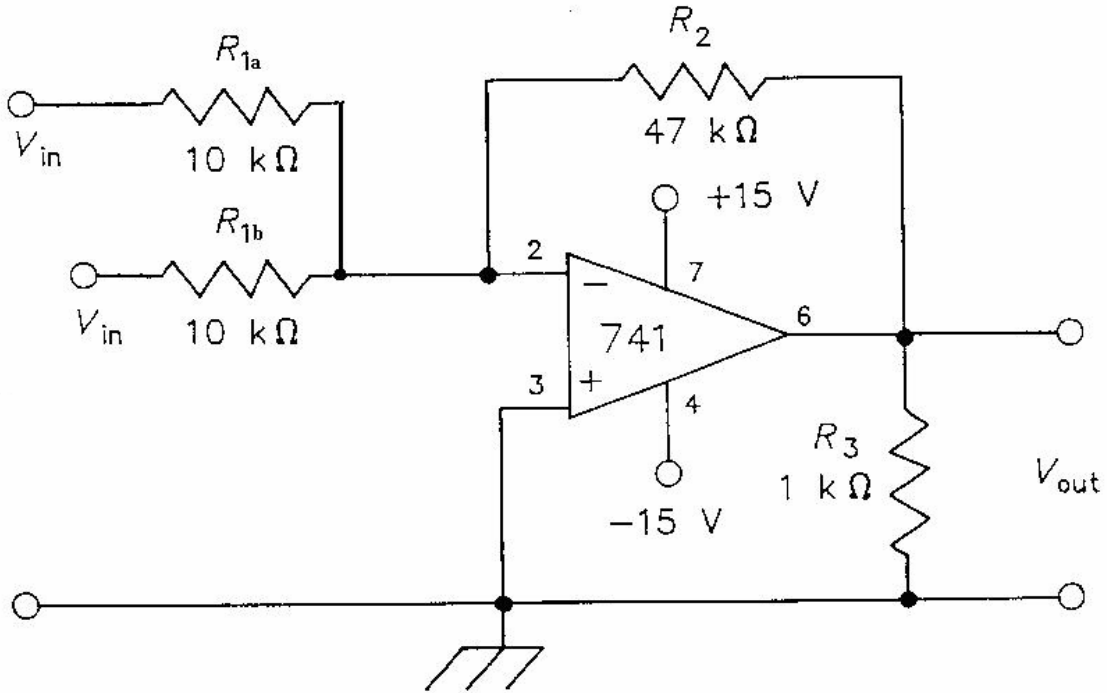 R1a
10 kΩ
Vin
R1b
10 kΩ
Vin
R2
47 kΩ
+15 V
2
7
−
741
6
3
+
4
−15 V
R3
1 kΩ
Vout